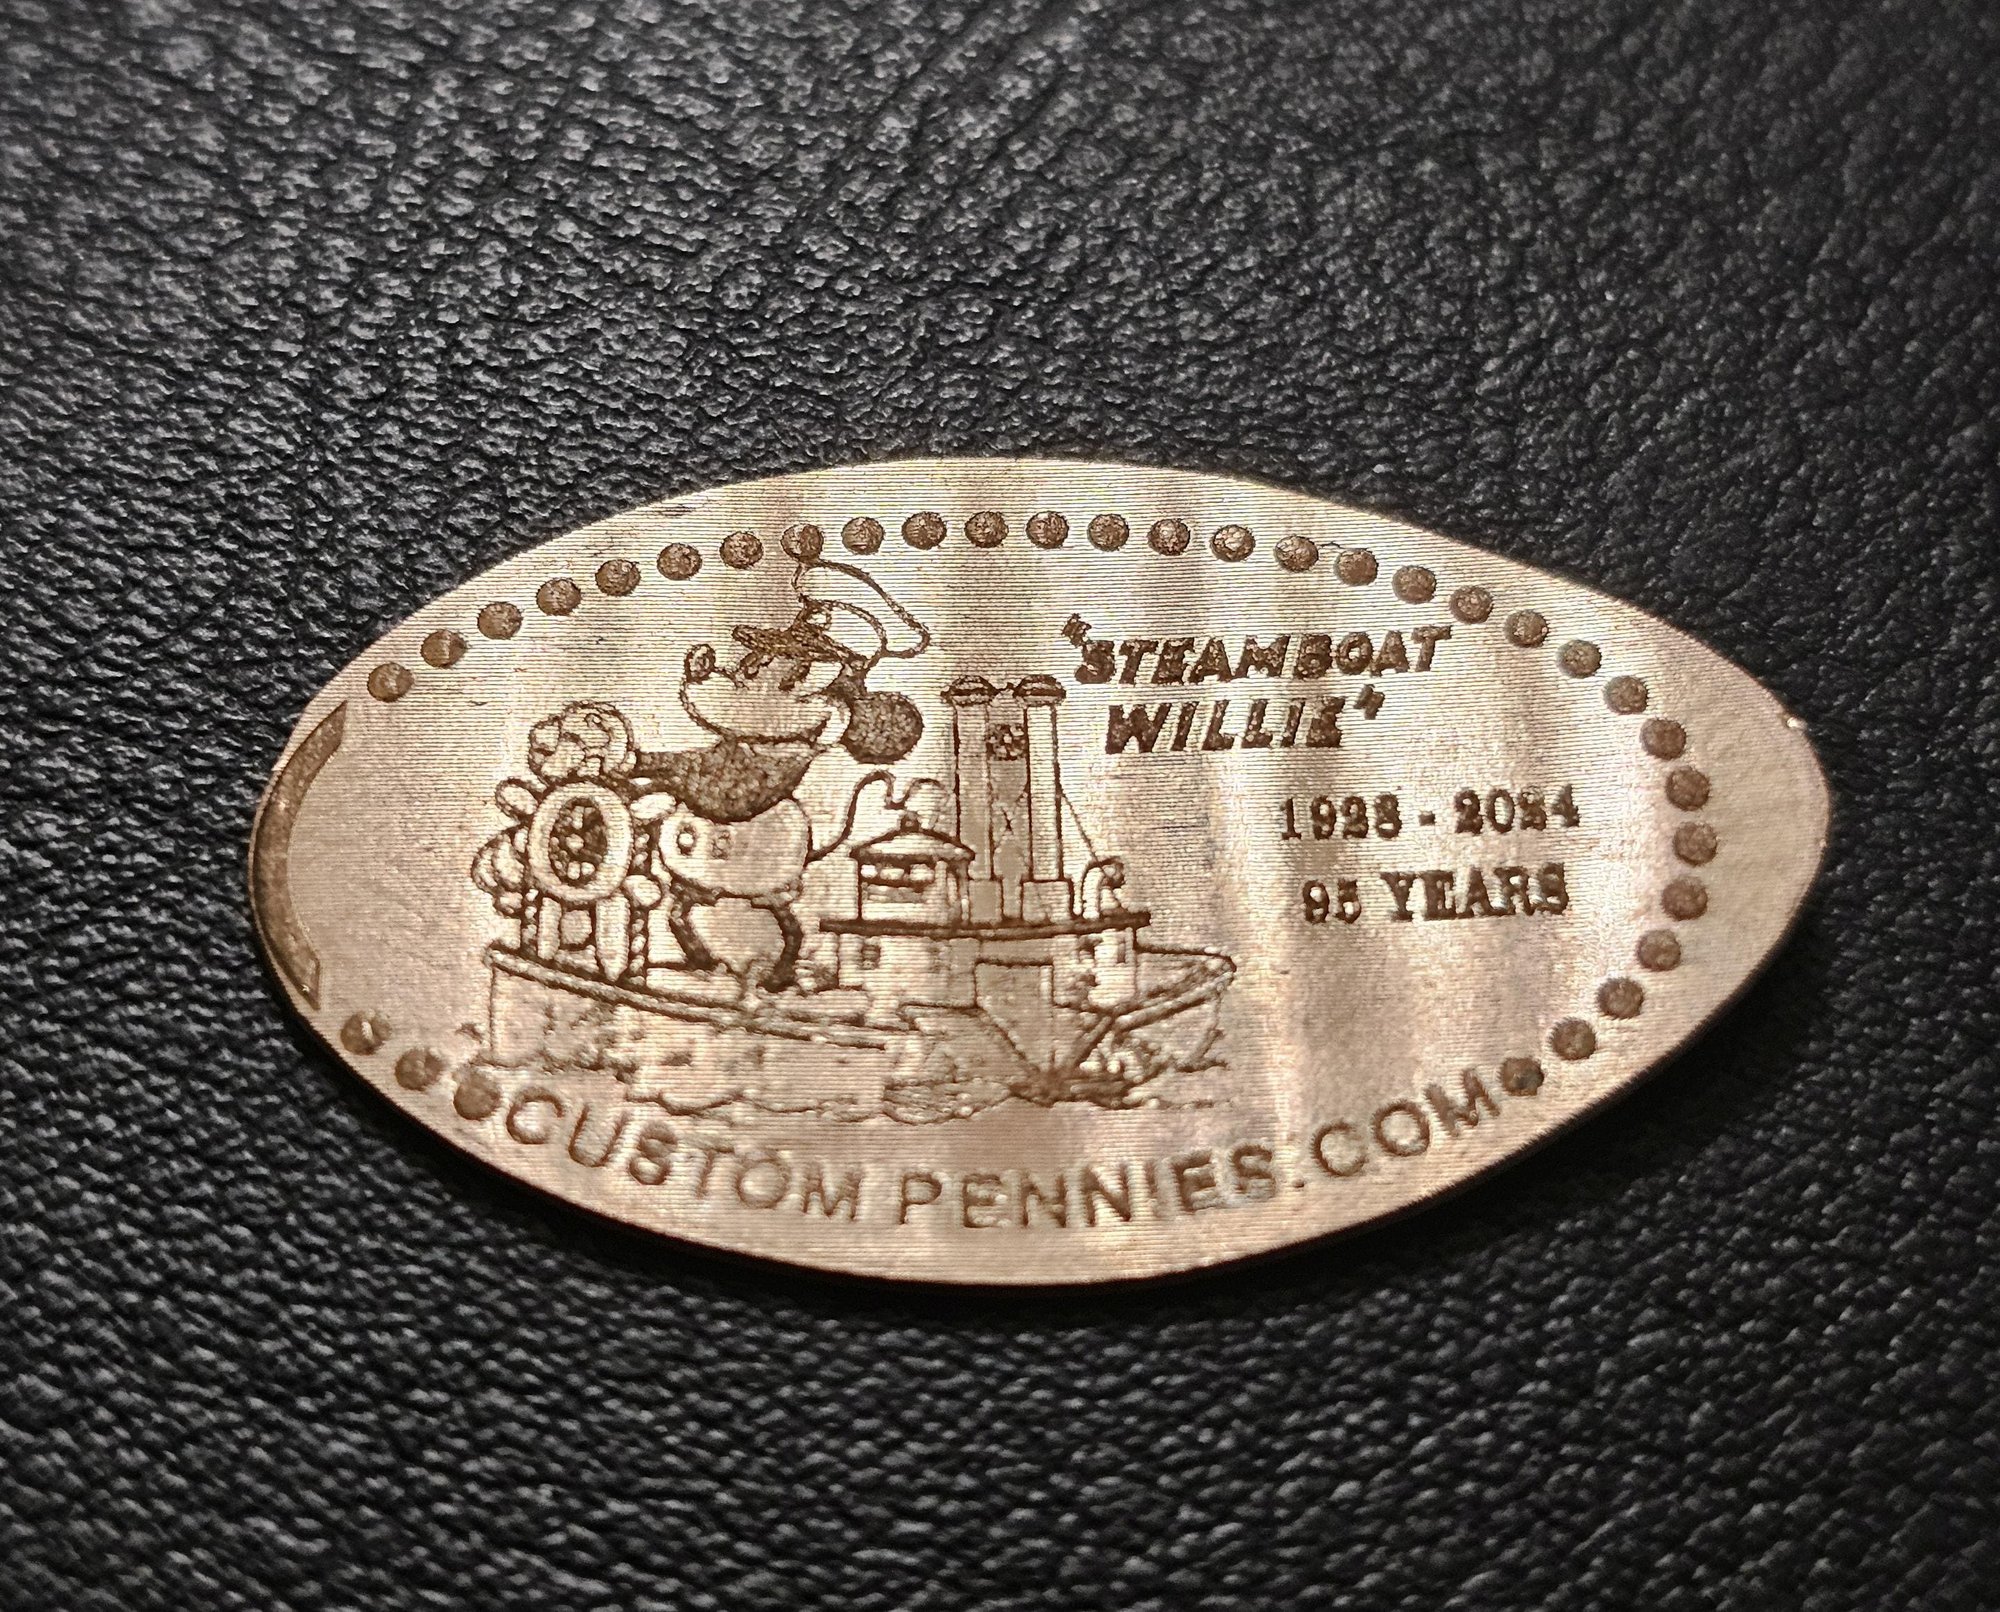 "STEAMBOAT
WILLIE"
1928 - 2024
95 YEARS
CUSTOM PENNIES.COM